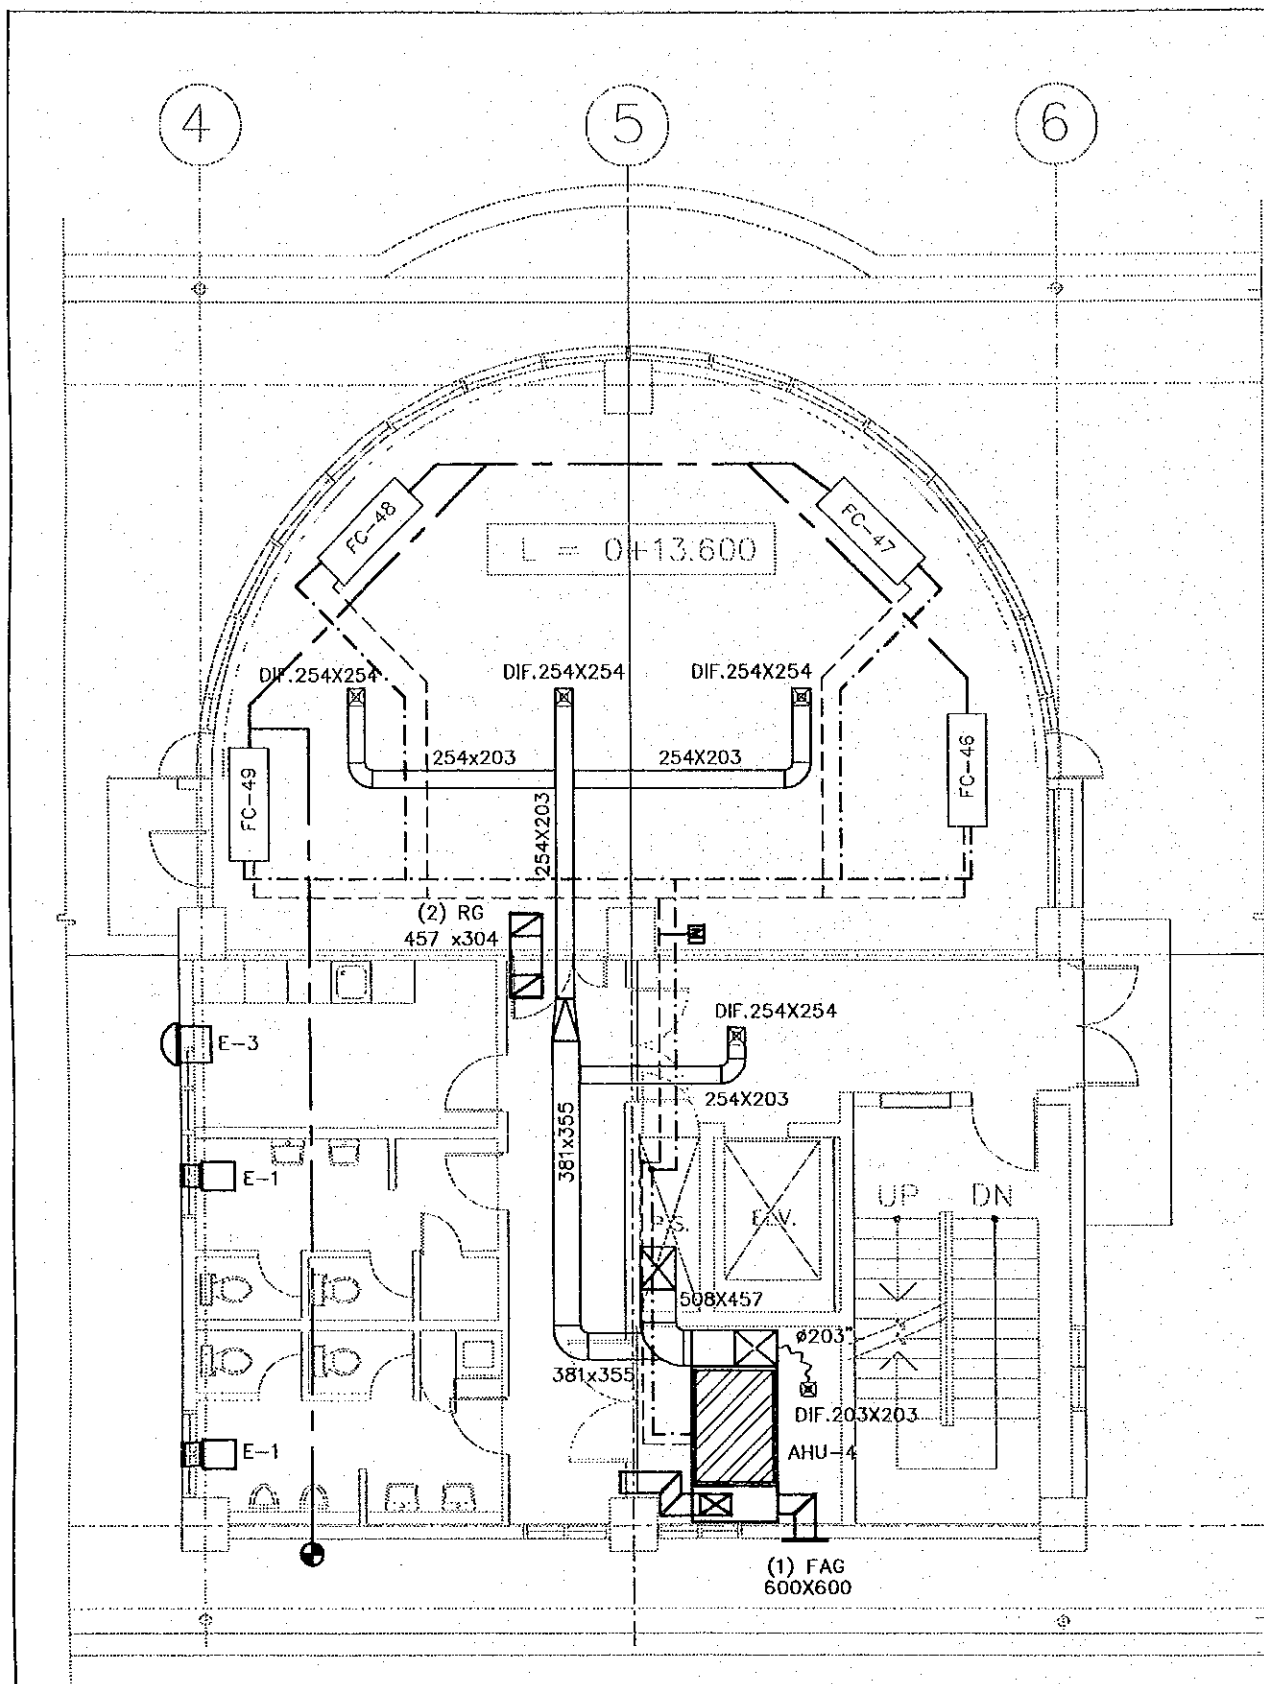 4
5
6
FC-48
FC-47
L = 0+13.600
DIF.254X254
DIF.254X254
DIF.254X254
254x203
254X203
FC-49
FC-46
254X203
(2) RG
457 x304
DIF.254X254
E-3
254X203
381x355
E-1
UP
DN
P.S.
508X457
ø203"
381x355
DIF.203X203
E-1
AHU-4
(1) FAG
600X600